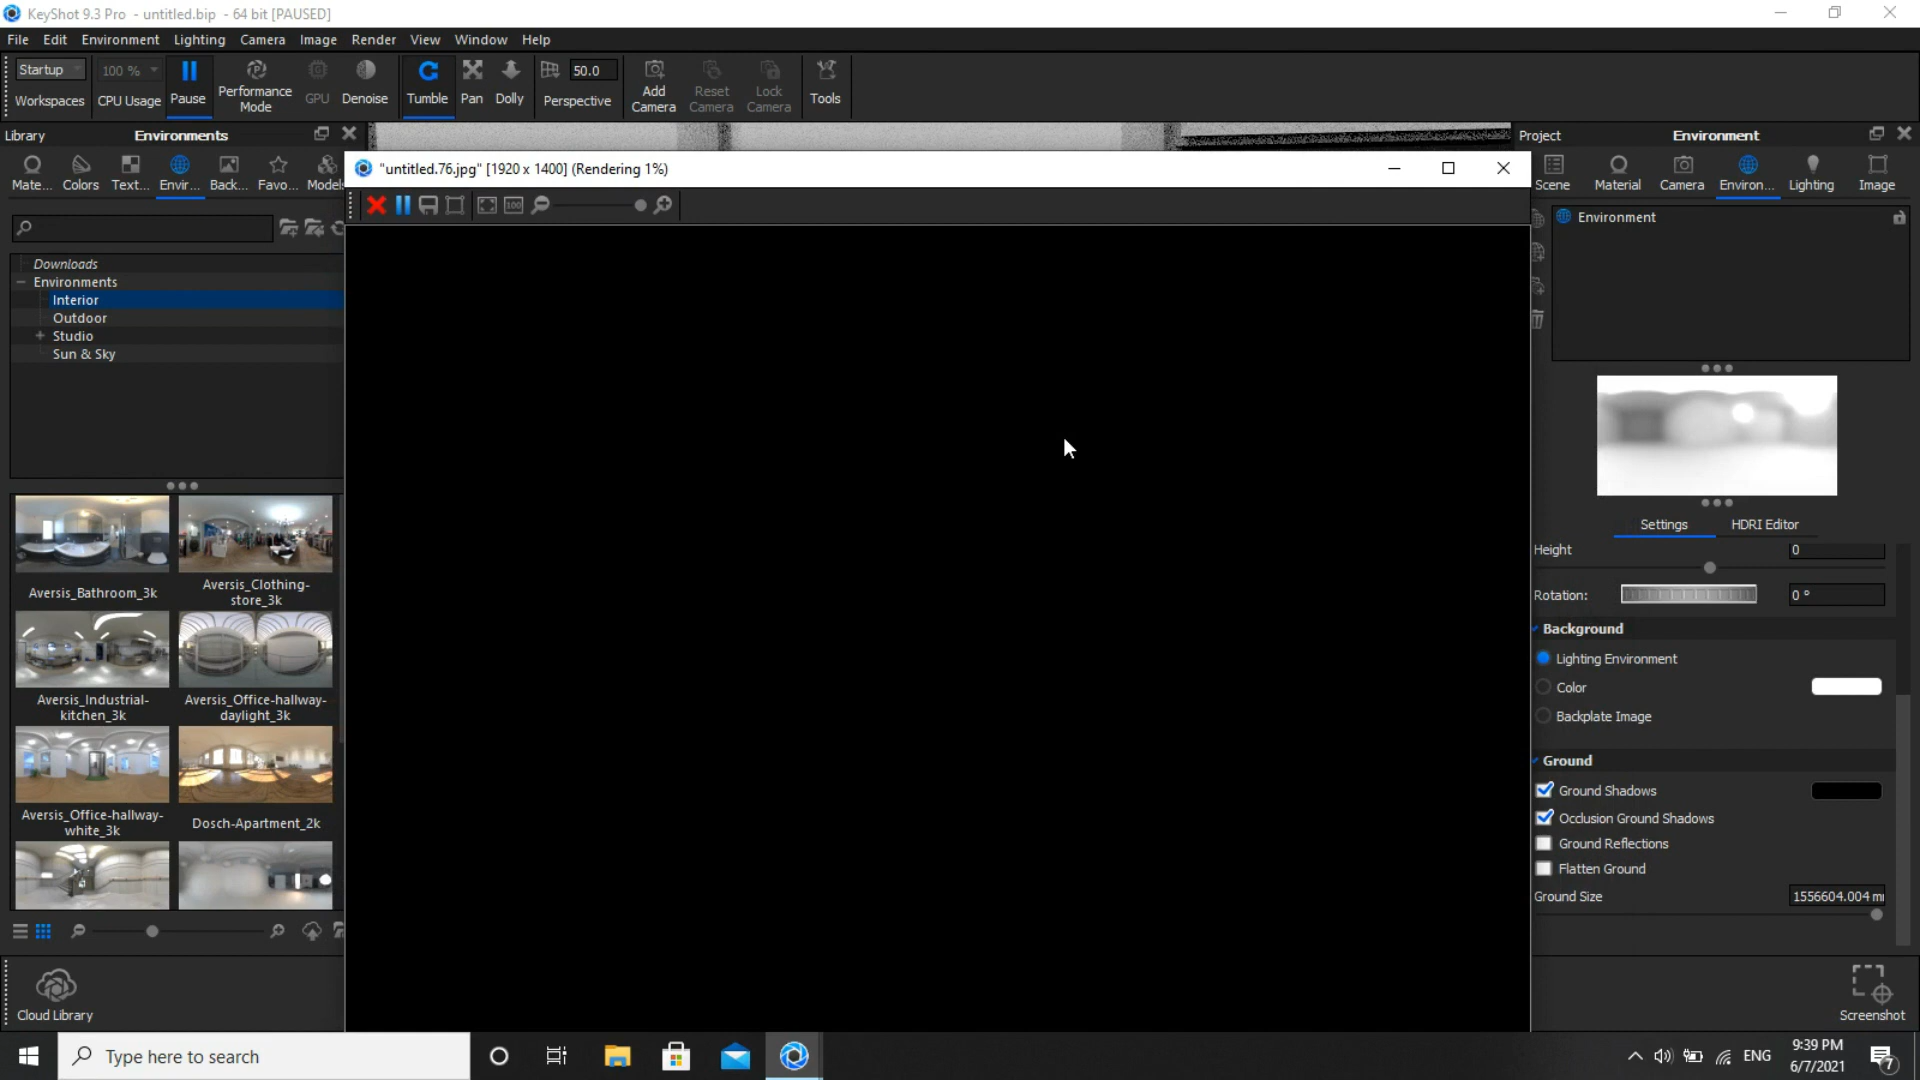 KeyShot 9.3 Pro - untitled.bip - 64 bit [PAUSED]
File Edit Environment Lighting Camera Image Render View Window Help
Startup
Workspaces
100 %
CPU Usage
Pause
Performance
Mode
GPU
Denoise
Tumble
Pan
Dolly
50.0
Perspective
Add
Camera
Reset
Camera
Lock
Camera
Tools
Library
Environments
Mate... Colors Text... Envir... Back... Favo... Models
Downloads
Environments
Interior
Outdoor
Studio
Sun & Sky
Aversis_Bathroom_3k
Aversis_Clothing-
store_3k
Aversis_Industrial-
kitchen_3k
Aversis_Office-hallway-
daylight_3k
Aversis_Office-hallway-
white_3k
Dosch-Apartment_2k
Cloud Library
"untitled.76.jpg" [1920 x 1400] (Rendering 1%)
100
Project
Environment
Scene Material Camera Environ... Lighting Image
Environment
Settings HDRI Editor
Height 0
Rotation: 0 °
Background
Lighting Environment
Color
Backplate Image
Ground
Ground Shadows
Occlusion Ground Shadows
Ground Reflections
Flatten Ground
Ground Size 1556604.004 m
Screenshot
Type here to search
ENG
9:39 PM
6/7/2021
7